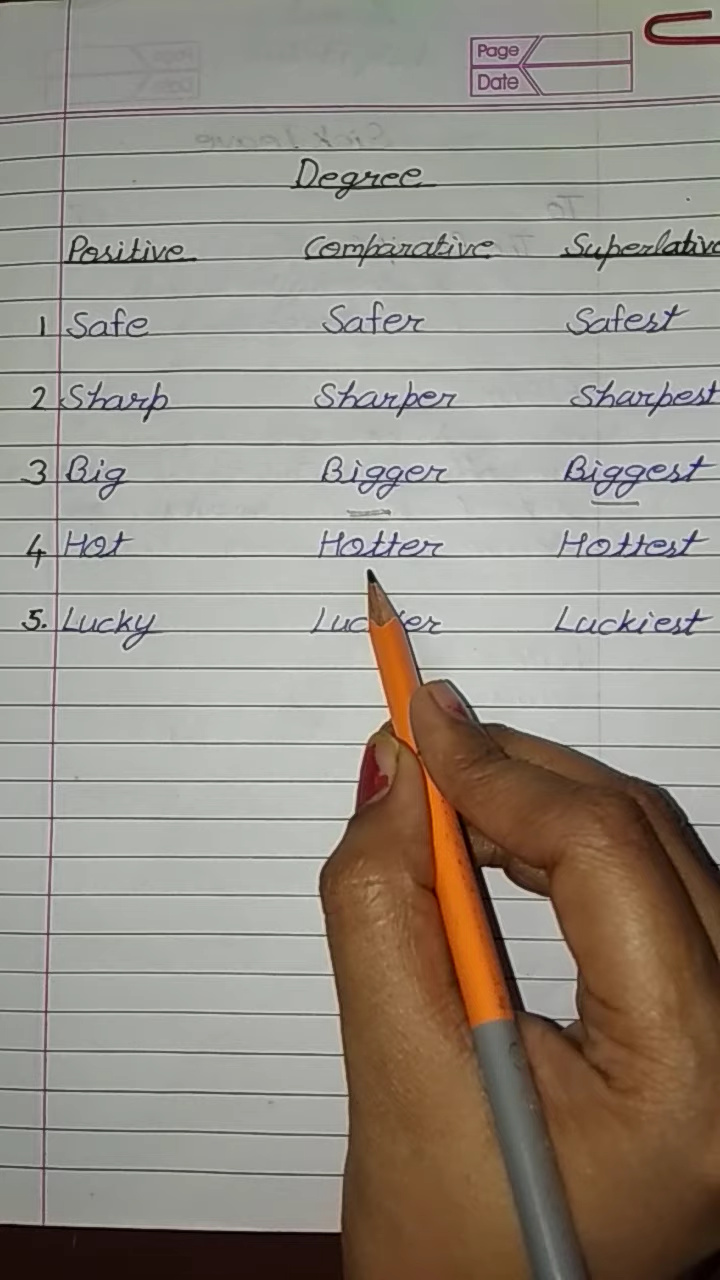 Page
Date
Degree
Positive Comparative Superlative
1 Safe Safer Safest
2 Sharp Sharper Sharpest
3 Big Bigger Biggest
4 Hot Hotter Hottest
5. Lucky Luckiest